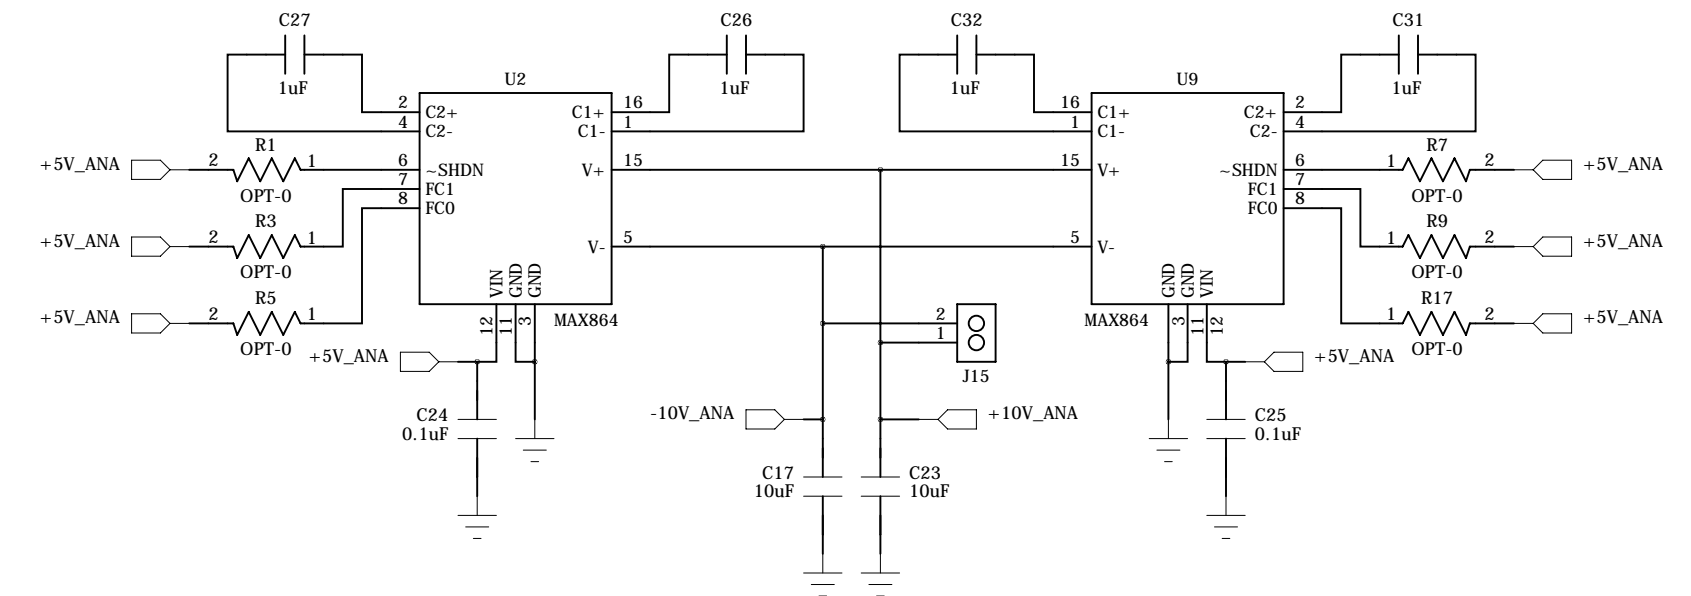 C27
1uF
C26
1uF
C32
1uF
C31
1uF
U2
2
C2+
4
C2-
6
~SHDN
7
FC1
8
FC0
16
C1+
1
C1-
15
V+
5
V-
VIN
GND
GND
12
11
3
MAX864
U9
16
C1+
1
C1-
15
V+
5
V-
2
C2+
4
C2-
6
~SHDN
7
FC1
8
FC0
GND
GND
VIN
3
11
12
MAX864
+5V_ANA
2
R1
1
OPT-0
+5V_ANA
2
R3
1
OPT-0
+5V_ANA
2
R5
1
OPT-0
+5V_ANA
C24
0.1uF
2
1
J15
-10V_ANA
+10V_ANA
C17
10uF
C23
10uF
1
R7
2
+5V_ANA
OPT-0
1
R9
2
+5V_ANA
OPT-0
1
R17
2
+5V_ANA
OPT-0
+5V_ANA
C25
0.1uF